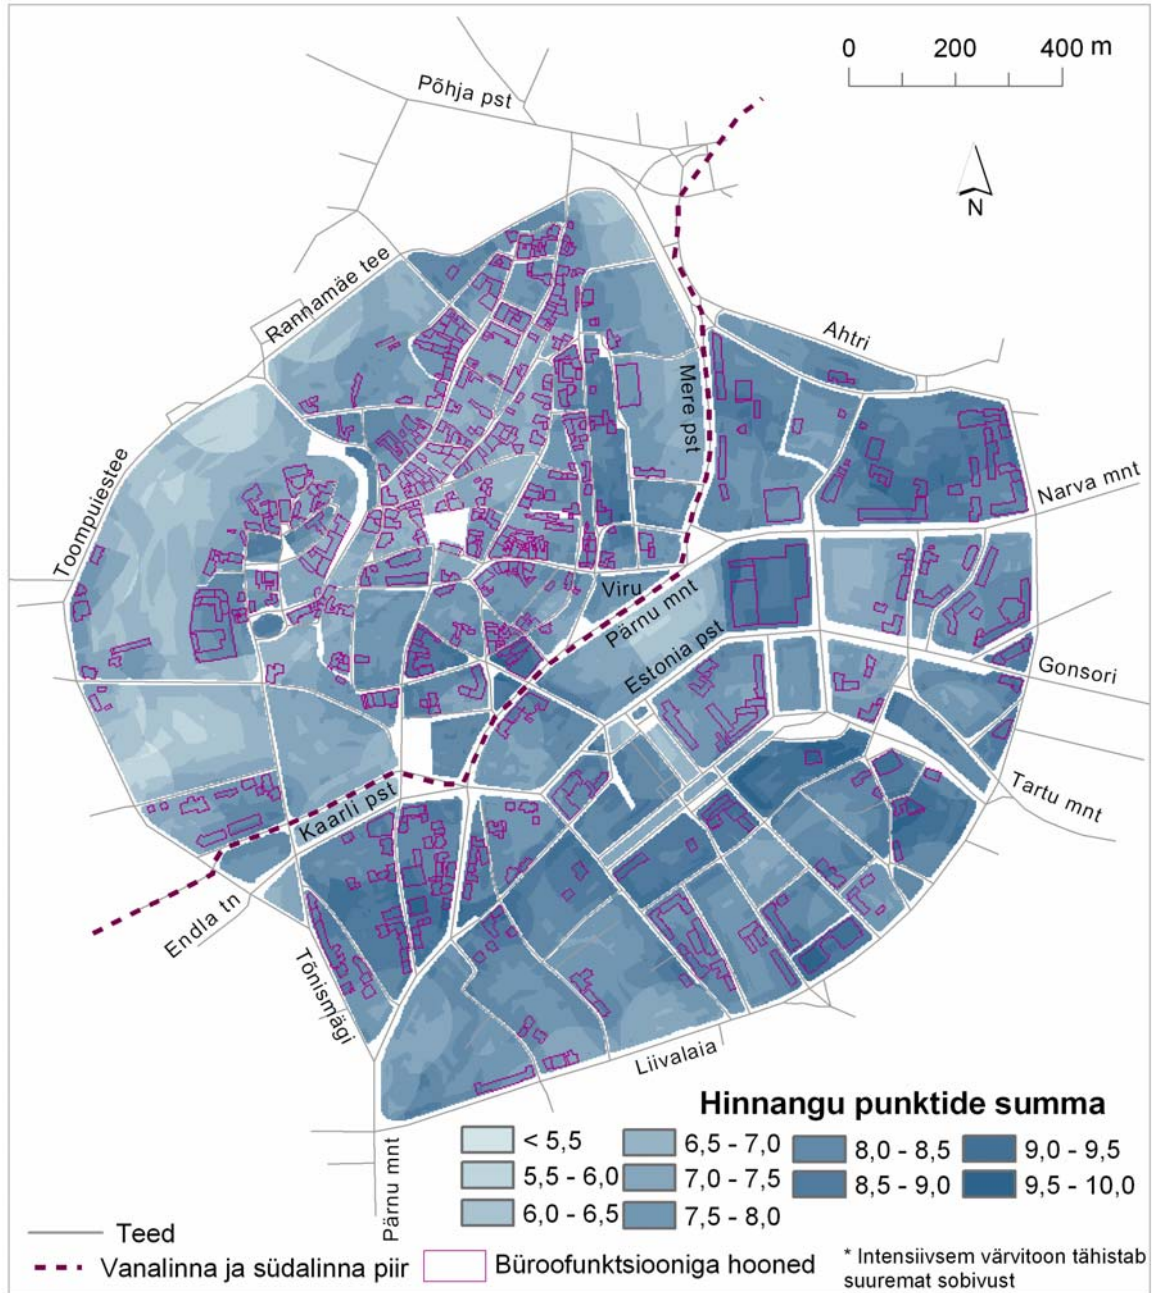 0 200 400 m
Põhja pst
N
Rannamäe tee
Ahtri
Mere pst
Toompuiestee
Narva mnt
Viru
Pärnu mnt
Estonia pst
Gonsori
Tartu mnt
Kaarli pst
Endla tn
Tõnismägi
Liivalaia
Pärnu mnt
Hinnangu punktide summa
< 5,5
5,5 - 6,0
6,0 - 6,5
6,5 - 7,0
7,0 - 7,5
7,5 - 8,0
8,0 - 8,5
8,5 - 9,0
9,0 - 9,5
9,5 - 10,0
Teed
Vanalinna ja südalinna piir
Büroofunktsiooniga hooned
* Intensiivsem värvitoon tähistab
suuremat sobivust